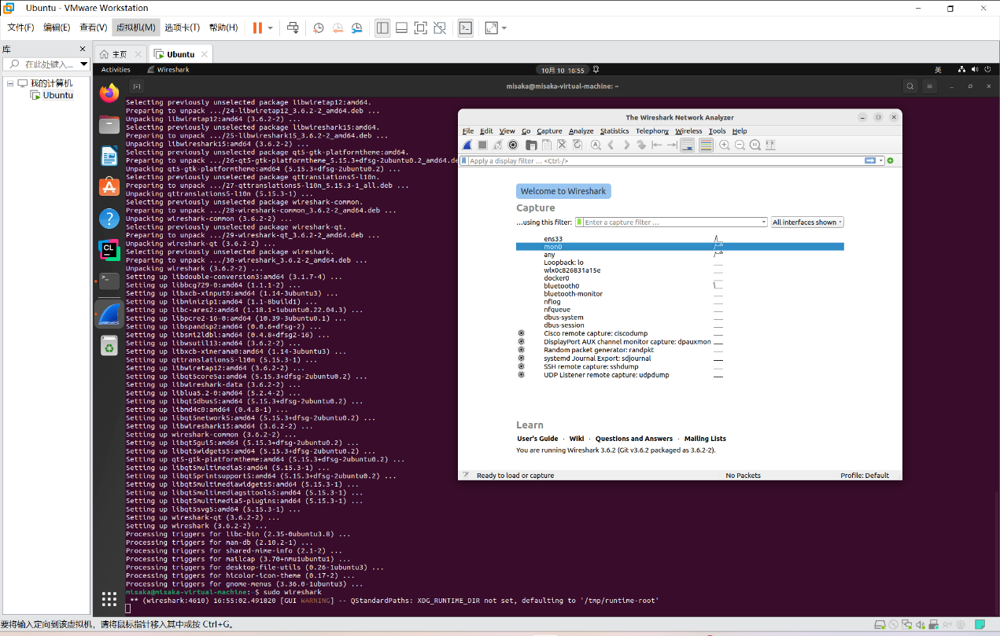 Ubuntu - VMware Workstation
文件(F) 编辑(E) 查看(V) 虚拟机(M) 选项卡(T) 帮助(H)
库
在此处键入...
我的计算机
Ubuntu
主页
Ubuntu
Activities
Wireshark
10月 10 16:55
英
misaka@misaka-virtual-machine: ~
Selecting previously unselected package libwiretap12:amd64.
Preparing to unpack .../24-libwiretap12_3.6.2-2_amd64.deb ...
Unpacking libwiretap12:amd64 (3.6.2-2) ...
Selecting previously unselected package libwireshark15:amd64.
Preparing to unpack .../25-libwireshark15_3.6.2-2_amd64.deb ...
Unpacking libwireshark15:amd64 (3.6.2-2) ...
Selecting previously unselected package qt5-gtk-platformtheme:amd64.
Preparing to unpack .../26-qt5-gtk-platformtheme_5.15.3+dfsg-2ubuntu0.2_amd64.de
Unpacking qt5-gtk-platformtheme:amd64 (5.15.3+dfsg-2ubuntu0.2) ...
Selecting previously unselected package qttranslations5-l10n.
Preparing to unpack .../27-qttranslations5-l10n_5.15.3-1_all.deb ...
Unpacking qttranslations5-l10n (5.15.3-1) ...
Selecting previously unselected package wireshark-common.
Preparing to unpack .../28-wireshark-common_3.6.2-2_amd64.deb ...
Unpacking wireshark-common (3.6.2-2) ...
Selecting previously unselected package wireshark-qt.
Preparing to unpack .../29-wireshark-qt_3.6.2-2_amd64.deb ...
Unpacking wireshark-qt (3.6.2-2) ...
Selecting previously unselected package wireshark.
Preparing to unpack .../30-wireshark_3.6.2-2_amd64.deb ...
Unpacking wireshark (3.6.2-2) ...
Setting up libdouble-conversion3:amd64 (3.1.7-4) ...
Setting up libbcg729-0:amd64 (1.1.1-2) ...
Setting up libxcb-xinput0:amd64 (1.14-3ubuntu3) ...
Setting up libminizip1:amd64 (1.1-8build1) ...
Setting up libc-ares2:amd64 (1.18.1-1ubuntu0.22.04.3) ...
Setting up libpcre2-16-0:amd64 (10.39-3ubuntu0.1) ...
Setting up libspandsp2:amd64 (0.0.6+dfsg-2) ...
Setting up libsmi2ldbl:amd64 (0.4.8+dfsg2-16) ...
Setting up libwsutil13:amd64 (3.6.2-2) ...
Setting up libxcb-xinerama0:amd64 (1.14-3ubuntu3) ...
Setting up qttranslations5-l10n (5.15.3-1) ...
Setting up libwiretap12:amd64 (3.6.2-2) ...
Setting up libqt5core5a:amd64 (5.15.3+dfsg-2ubuntu0.2) ...
Setting up libwireshark-data (3.6.2-2) ...
Setting up liblua5.2-0:amd64 (5.2.4-2) ...
Setting up libqt5dbus5:amd64 (5.15.3+dfsg-2ubuntu0.2) ...
Setting up libmd4c0:amd64 (0.4.8-1) ...
Setting up libqt5network5:amd64 (5.15.3+dfsg-2ubuntu0.2) ...
Setting up libwireshark15:amd64 (3.6.2-2) ...
Setting up wireshark-common (3.6.2-2) ...
Setting up libqt5gui5:amd64 (5.15.3+dfsg-2ubuntu0.2) ...
Setting up libqt5widgets5:amd64 (5.15.3+dfsg-2ubuntu0.2) ...
Setting up qt5-gtk-platformtheme:amd64 (5.15.3+dfsg-2ubuntu0.2) ...
Setting up libqt5multimedia5:amd64 (5.15.3-1) ...
Setting up libqt5printsupport5:amd64 (5.15.3+dfsg-2ubuntu0.2) ...
Setting up libqt5multimediawidgets5:amd64 (5.15.3-1) ...
Setting up libqt5multimediagsttools5:amd64 (5.15.3-1) ...
Setting up libqt5multimedia5-plugins:amd64 (5.15.3-1) ...
Setting up libqt5svg5:amd64 (5.15.3-1) ...
Setting up wireshark-qt (3.6.2-2) ...
Setting up wireshark (3.6.2-2) ...
Processing triggers for libc-bin (2.35-0ubuntu3.8) ...
Processing triggers for man-db (2.10.2-1) ...
Processing triggers for shared-mime-info (2.1-2) ...
Processing triggers for mailcap (3.70+nmu1ubuntu1) ...
Processing triggers for desktop-file-utils (0.26-1ubuntu3) ...
Processing triggers for hicolor-icon-theme (0.17-2) ...
Processing triggers for gnome-menus (3.36.0-1ubuntu3) ...
misaka@misaka-virtual-machine:~$ sudo wireshark
** (wireshark:4610) 16:55:02.491820 [GUI WARNING] -- QStandardPaths: XDG_RUNTIME_DIR not set, defaulting to '/tmp/runtime-root'
The Wireshark Network Analyzer
File Edit View Go Capture Analyze Statistics Telephony Wireless Tools Help
Apply a display filter … <Ctrl-/>
Welcome to Wireshark
Capture
…using this filter: Enter a capture filter … All interfaces shown
ens33
mon0
any
Loopback: lo
wlx0c826831a15e
docker0
bluetooth0
bluetooth-monitor
nflog
nfqueue
dbus-system
dbus-session
Cisco remote capture: ciscodump
DisplayPort AUX channel monitor capture: dpauxmon
Random packet generator: randpkt
systemd Journal Export: sdjournal
SSH remote capture: sshdump
UDP Listener remote capture: udpdump
Learn
User's Guide · Wiki · Questions and Answers · Mailing Lists
You are running Wireshark 3.6.2 (Git v3.6.2 packaged as 3.6.2-2).
Ready to load or capture
No Packets
Profile: Default
CL
要将输入定向到该虚拟机，请将鼠标指针移入其中或按 Ctrl+G。